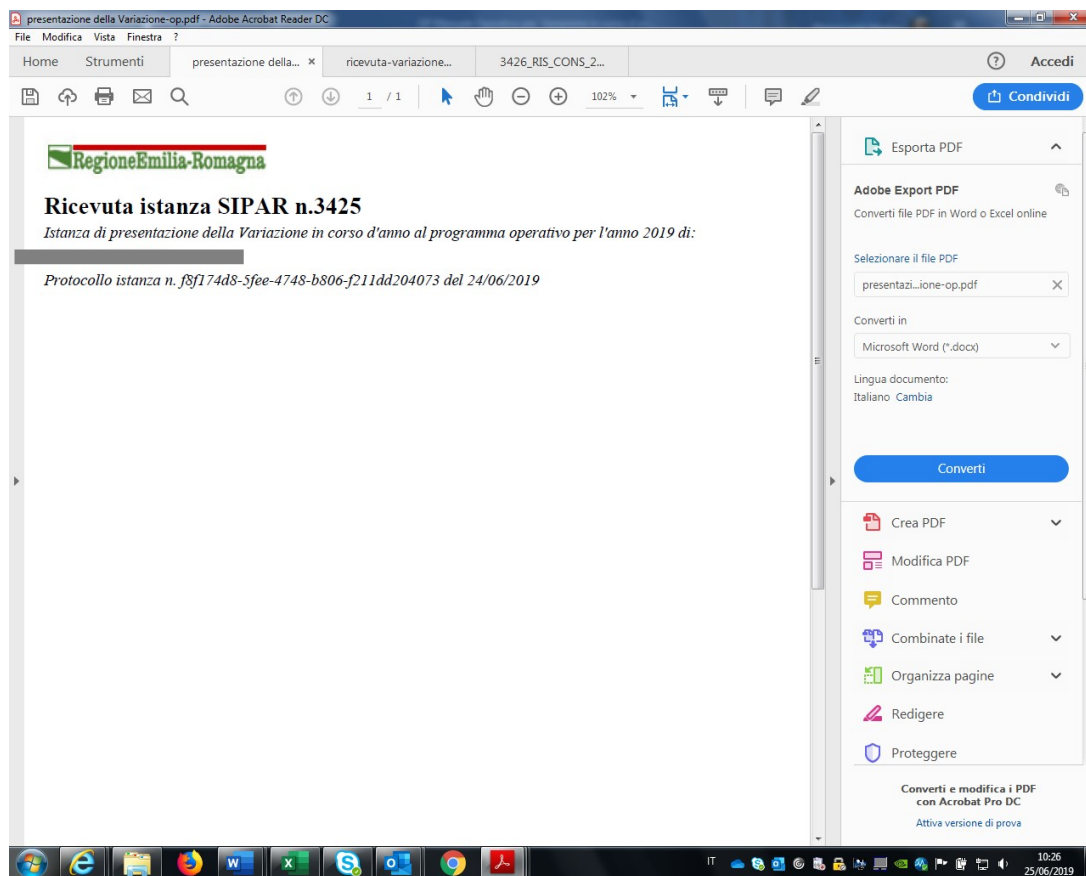 presentazione della Variazione-op.pdf - Adobe Acrobat Reader DC
File Modifica Vista Finestra ?
Home Strumenti presentazione della... × ricevuta-variazione... 3426_RIS_CONS_2... ? Accedi
1 / 1 102% Condividi
RegioneEmilia-Romagna
Ricevuta istanza SIPAR n.3425
Istanza di presentazione della Variazione in corso d'anno al programma operativo per l'anno 2019 di:
Protocollo istanza n. f8f174d8-5fee-4748-b806-f211dd204073 del 24/06/2019
Esporta PDF
Adobe Export PDF
Converti file PDF in Word o Excel online
Selezionare il file PDF
presentazi...ione-op.pdf
Converti in
Microsoft Word (*.docx)
Lingua documento:
Italiano Cambia
Converti
Crea PDF
Modifica PDF
Commento
Combinate i file
Organizza pagine
Redigere
Proteggere
Converti e modifica i PDF
con Acrobat Pro DC
Attiva versione di prova
IT 10:26
25/06/2019